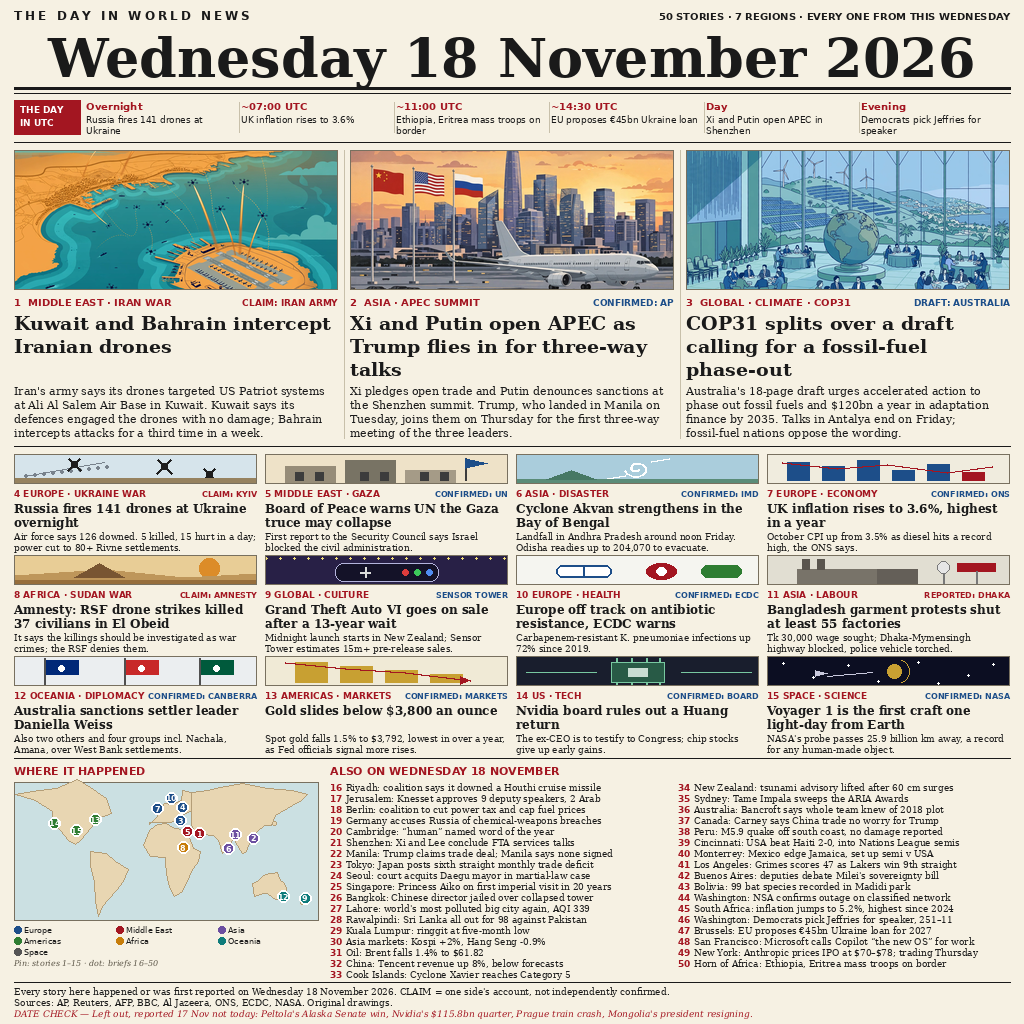 THE DAY IN WORLD NEWS
50 STORIES · 7 REGIONS · EVERY ONE FROM THIS WEDNESDAY
Wednesday 18 November 2026
THE DAY
IN UTC
Overnight
Russia fires 141 drones at
Ukraine
~07:00 UTC
UK inflation rises to 3.6%
~11:00 UTC
Ethiopia, Eritrea mass troops on
border
~14:30 UTC
EU proposes €45bn Ukraine loan
Day
Xi and Putin open APEC in
Shenzhen
Evening
Democrats pick Jeffries for
speaker
1 MIDDLE EAST · IRAN WAR
CLAIM: IRAN ARMY
Kuwait and Bahrain intercept
Iranian drones
Iran's army says its drones targeted US Patriot systems
at Ali Al Salem Air Base in Kuwait. Kuwait says its
defences engaged the drones with no damage; Bahrain
intercepts attacks for a third time in a week.
2 ASIA · APEC SUMMIT
CONFIRMED: AP
Xi and Putin open APEC as
Trump flies in for three-way
talks
Xi pledges open trade and Putin denounces sanctions at
the Shenzhen summit. Trump, who landed in Manila on
Tuesday, joins them on Thursday for the first three-way
meeting of the three leaders.
3 GLOBAL · CLIMATE · COP31
DRAFT: AUSTRALIA
COP31 splits over a draft
calling for a fossil-fuel
phase-out
Australia's 18-page draft urges accelerated action to
phase out fossil fuels and $120bn a year in adaptation
finance by 2035. Talks in Antalya end on Friday;
fossil-fuel nations oppose the wording.
4 EUROPE · UKRAINE WAR
CLAIM: KYIV
Russia fires 141 drones at Ukraine
overnight
Air force says 126 downed. 5 killed, 15 hurt in a day;
power cut to 80+ Rivne settlements.
5 MIDDLE EAST · GAZA
CONFIRMED: UN
Board of Peace warns UN the Gaza
truce may collapse
First report to the Security Council says Israel
blocked the civil administration.
6 ASIA · DISASTER
CONFIRMED: IMD
Cyclone Akvan strengthens in the
Bay of Bengal
Landfall in Andhra Pradesh around noon Friday.
Odisha readies up to 204,070 to evacuate.
7 EUROPE · ECONOMY
CONFIRMED: ONS
UK inflation rises to 3.6%, highest
in a year
October CPI up from 3.5% as diesel hits a record
high, the ONS says.
8 AFRICA · SUDAN WAR
CLAIM: AMNESTY
Amnesty: RSF drone strikes killed
37 civilians in El Obeid
It says the killings should be investigated as war
crimes; the RSF denies them.
9 GLOBAL · CULTURE
SENSOR TOWER
Grand Theft Auto VI goes on sale
after a 13-year wait
Midnight launch starts in New Zealand; Sensor
Tower estimates 15m+ pre-release sales.
10 EUROPE · HEALTH
CONFIRMED: ECDC
Europe off track on antibiotic
resistance, ECDC warns
Carbapenem-resistant K. pneumoniae infections up
72% since 2019.
11 ASIA · LABOUR
REPORTED: DHAKA
Bangladesh garment protests shut
at least 55 factories
Tk 30,000 wage sought; Dhaka-Mymensingh
highway blocked, police vehicle torched.
12 OCEANIA · DIPLOMACY
CONFIRMED: CANBERRA
Australia sanctions settler leader
Daniella Weiss
Also two others and four groups incl. Nachala,
Amana, over West Bank settlements.
13 AMERICAS · MARKETS
CONFIRMED: MARKETS
Gold slides below $3,800 an ounce
Spot gold falls 1.5% to $3,792, lowest in over a year,
as Fed officials signal more rises.
14 US · TECH
CONFIRMED: BOARD
Nvidia board rules out a Huang
return
The ex-CEO is to testify to Congress; chip stocks
give up early gains.
15 SPACE · SCIENCE
CONFIRMED: NASA
Voyager 1 is the first craft one
light-day from Earth
NASA's probe passes 25.9 billion km away, a record
for any human-made object.
WHERE IT HAPPENED
14
15
13
7
10
4
3
5
1
8
11
6
2
12
9
Europe
Middle East
Asia
Americas
Africa
Oceania
Space
Pin: stories 1–15 · dot: briefs 16–50
ALSO ON WEDNESDAY 18 NOVEMBER
16 Riyadh: coalition says it downed a Houthi cruise missile
17 Jerusalem: Knesset approves 9 deputy speakers, 2 Arab
18 Berlin: coalition to cut power tax and cap fuel prices
19 Germany accuses Russia of chemical-weapons breaches
20 Cambridge: “human” named word of the year
21 Shenzhen: Xi and Lee conclude FTA services talks
22 Manila: Trump claims trade deal; Manila says none signed
23 Tokyo: Japan posts sixth straight monthly trade deficit
24 Seoul: court acquits Daegu mayor in martial-law case
25 Singapore: Princess Aiko on first imperial visit in 20 years
26 Bangkok: Chinese director jailed over collapsed tower
27 Lahore: world's most polluted big city again, AQI 339
28 Rawalpindi: Sri Lanka all out for 98 against Pakistan
29 Kuala Lumpur: ringgit at five-month low
30 Asia markets: Kospi +2%, Hang Seng -0.9%
31 Oil: Brent falls 1.4% to $61.82
32 China: Tencent revenue up 8%, below forecasts
33 Cook Islands: Cyclone Xavier reaches Category 5
34 New Zealand: tsunami advisory lifted after 60 cm surges
35 Sydney: Tame Impala sweeps the ARIA Awards
36 Australia: Bancroft says whole team knew of 2018 plot
37 Canada: Carney says China trade no worry for Trump
38 Peru: M5.9 quake off south coast, no damage reported
39 Cincinnati: USA beat Haiti 2-0, into Nations League semis
40 Monterrey: Mexico edge Jamaica, set up semi v USA
41 Los Angeles: Grimes scores 47 as Lakers win 9th straight
42 Buenos Aires: deputies debate Milei's sovereignty bill
43 Bolivia: 99 bat species recorded in Madidi park
44 Washington: NSA confirms outage on classified network
45 South Africa: inflation jumps to 5.2%, highest since 2024
46 Washington: Democrats pick Jeffries for speaker, 251–11
47 Brussels: EU proposes €45bn Ukraine loan for 2027
48 San Francisco: Microsoft calls Copilot “the new OS” for work
49 New York: Anthropic prices IPO at $70–$78; trading Thursday
50 Horn of Africa: Ethiopia, Eritrea mass troops on border
Every story here happened or was first reported on Wednesday 18 November 2026. CLAIM = one side's account, not independently confirmed.
Sources: AP, Reuters, AFP, BBC, Al Jazeera, ONS, ECDC, NASA. Original drawings.
DATE CHECK — Left out, reported 17 Nov not today: Peltola's Alaska Senate win, Nvidia's $115.8bn quarter, Prague train crash, Mongolia's president resigning.